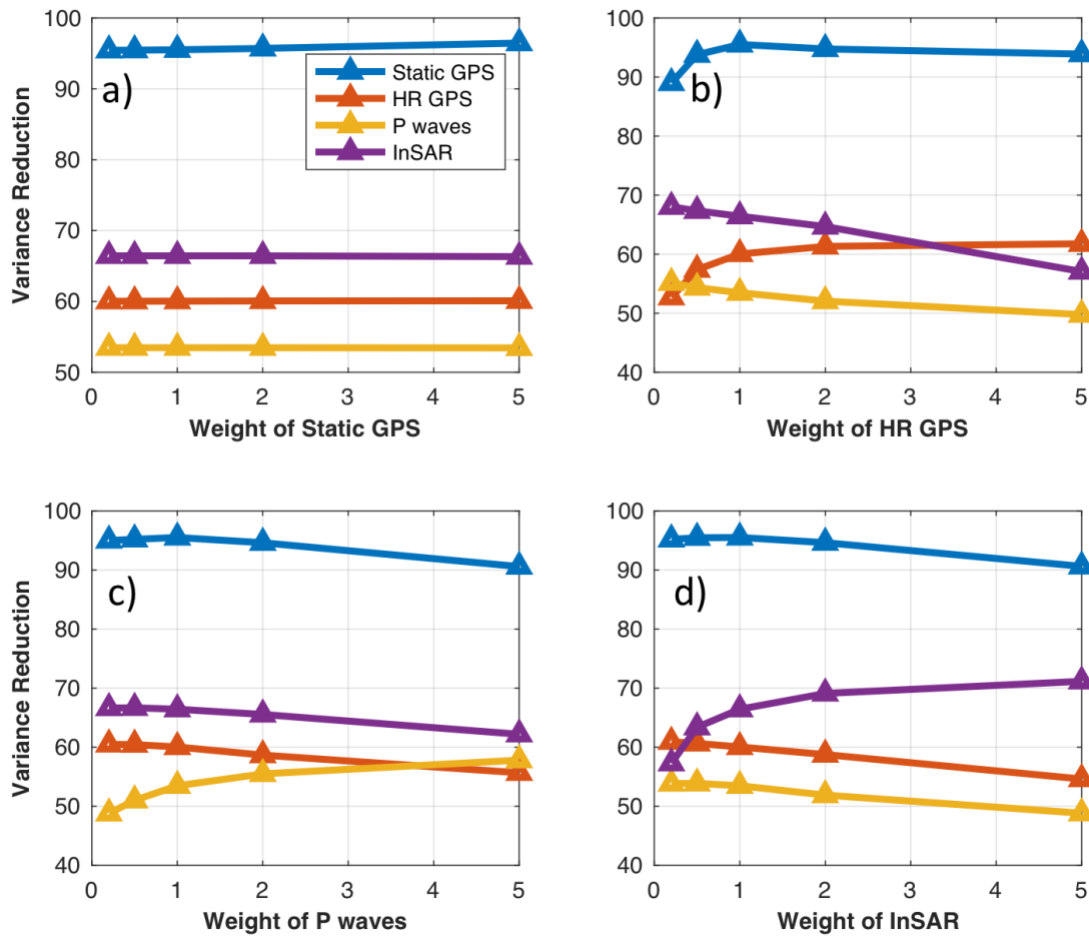 100
90
80
70
60
50
Variance Reduction
a)
Static GPS
HR GPS
P waves
InSAR
0 1 2 3 4 5
Weight of Static GPS
100
90
80
70
60
50
40
b)
0 1 2 3 4 5
Weight of HR GPS
100
90
80
70
60
50
40
Variance Reduction
c)
0 1 2 3 4 5
Weight of P waves
100
90
80
70
60
50
40
d)
0 1 2 3 4 5
Weight of InSAR